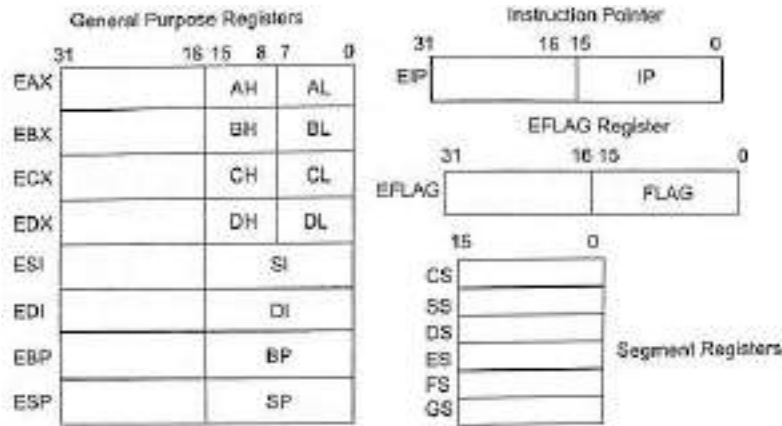 General Purpose Registers
31 16 15 8 7 0
EAX AH AL
EBX BH BL
ECX CH CL
EDX DH DL
ESI SI
EDI DI
EBP BP
ESP SP
Instruction Pointer
31 16 15 0
EIP IP
EFLAG Register
31 16 15 0
EFLAG FLAG
15 0
CS
SS
DS
ES
FS
GS
Segment Registers